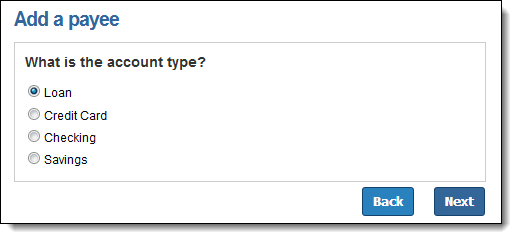 Add a payee
What is the account type?
Loan
Credit Card
Checking
Savings
Back Next